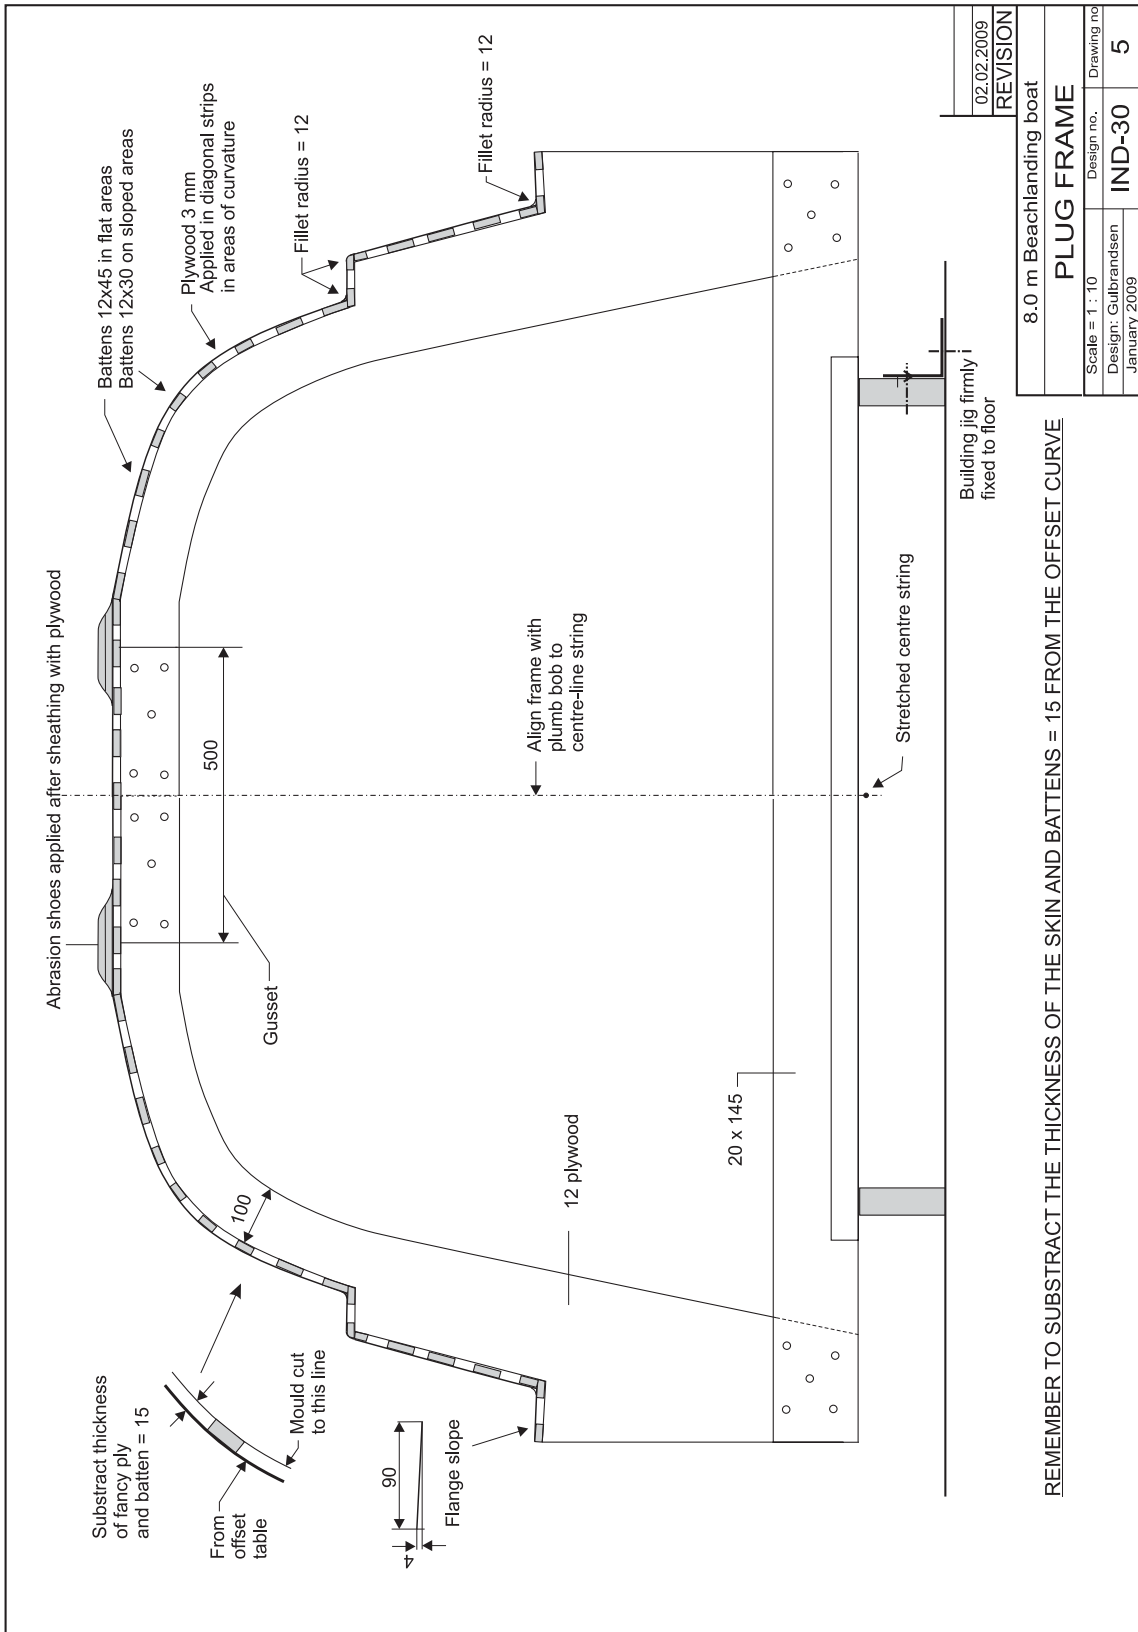 Abrasion shoes applied after sheathing with plywood
Battens 12x45 in flat areas
Battens 12x30 on sloped areas
Plywood 3 mm
Applied in diagonal strips
in areas of curvature
Fillet radius = 12
Fillet radius = 12
Substract thickness
of fancy ply
and batten = 15
From
offset
table
Mould cut
to this line
100
500
Gusset
90
4
Flange slope
Align frame with
plumb bob to
centre-line string
12 plywood
20 x 145
Stretched centre string
Building jig firmly
fixed to floor
REMEMBER TO SUBSTRACT THE THICKNESS OF THE SKIN AND BATTENS = 15 FROM THE OFFSET CURVE
02.02.2009
REVISION
8.0 m Beachlanding boat
PLUG FRAME
Scale = 1 : 10
Design: Gulbrandsen
January 2009
Design no.
IND-30
Drawing no
5